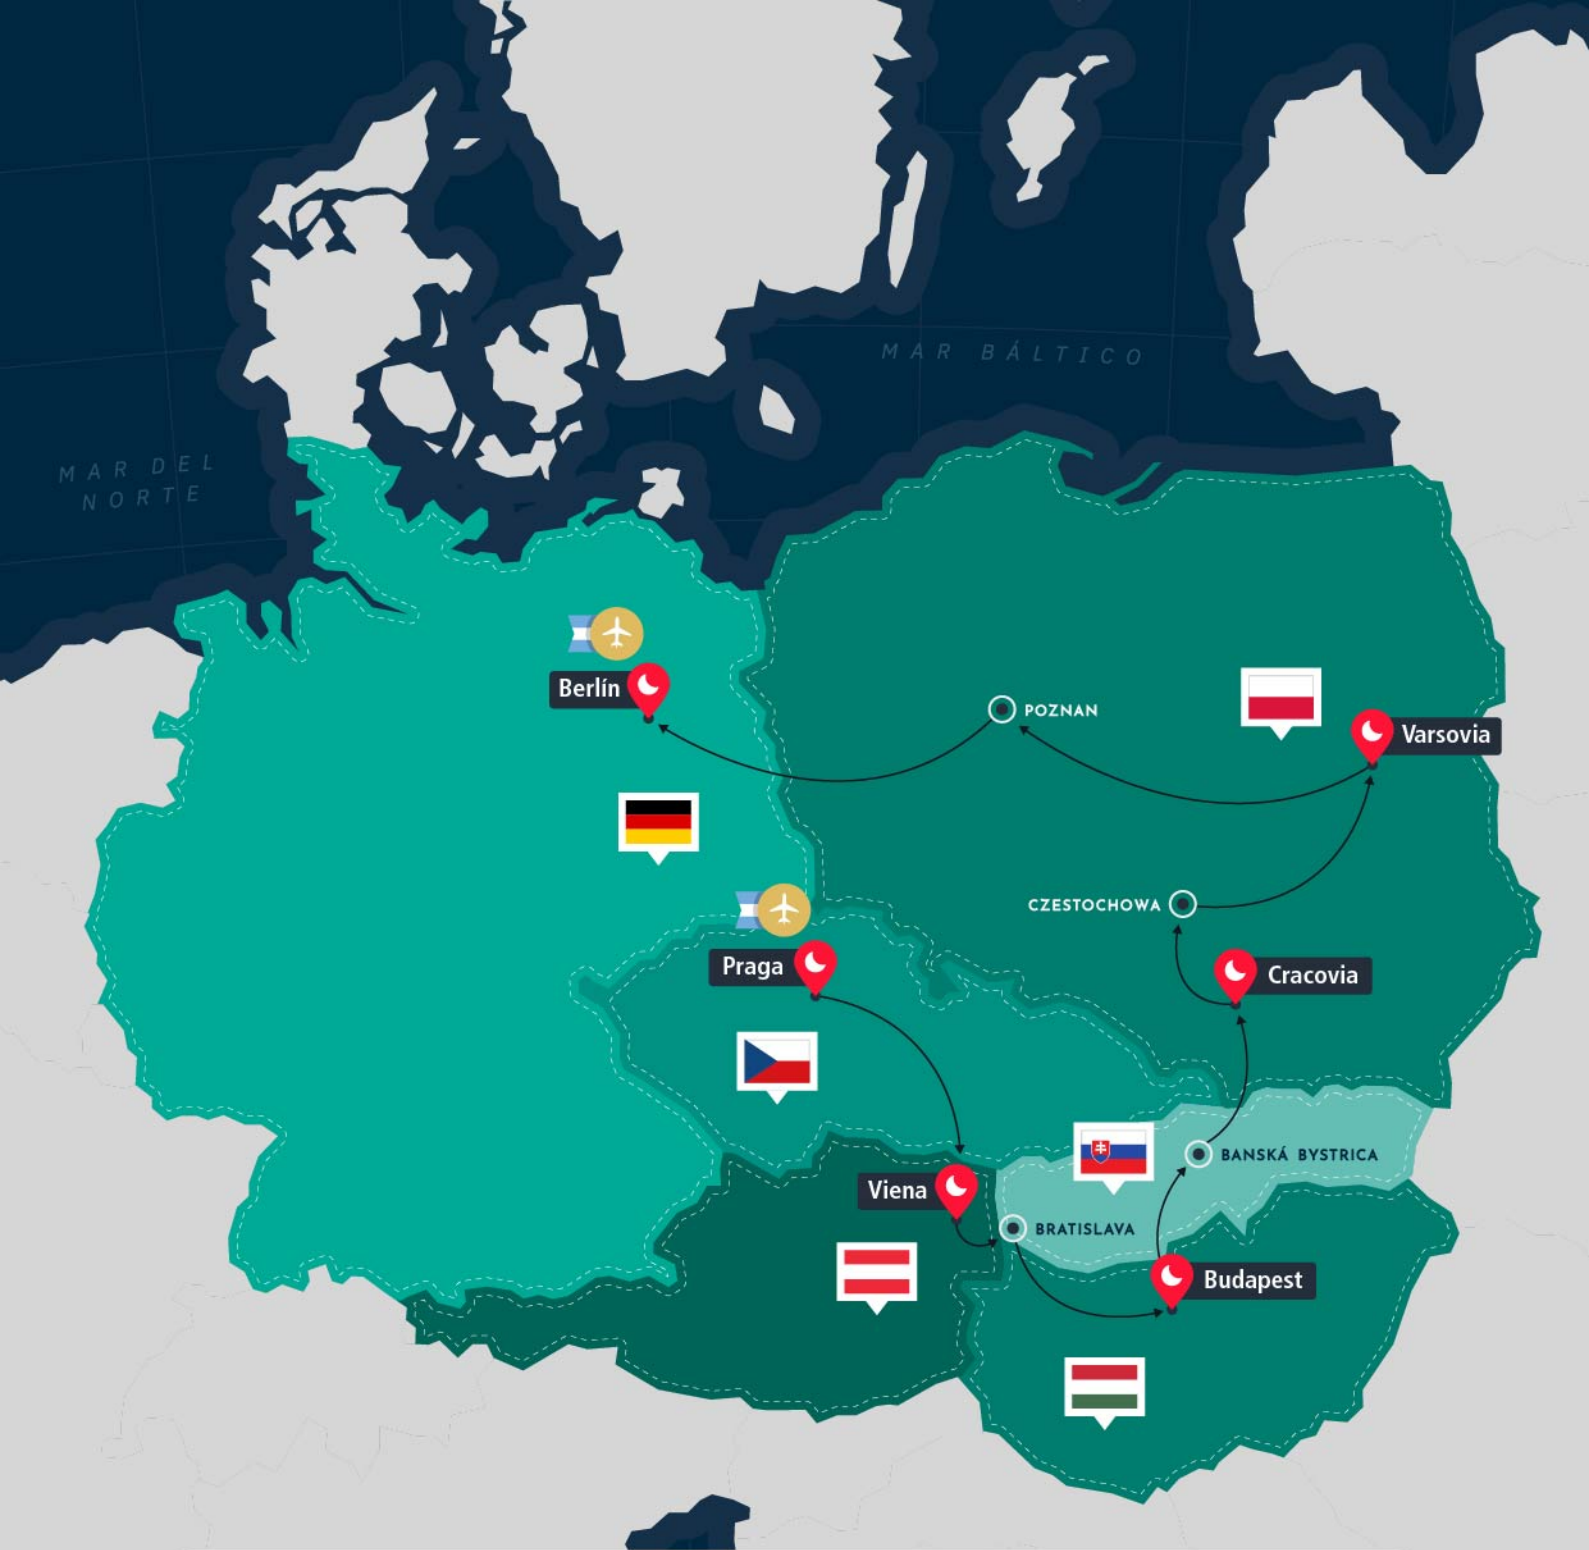 MAR BÁLTICO
MAR DEL
NORTE
Berlín
POZNAN
Varsovia
CZESTOCHOWA
Praga
Cracovia
BANSKÁ BYSTRICA
Viena
BRATISLAVA
Budapest